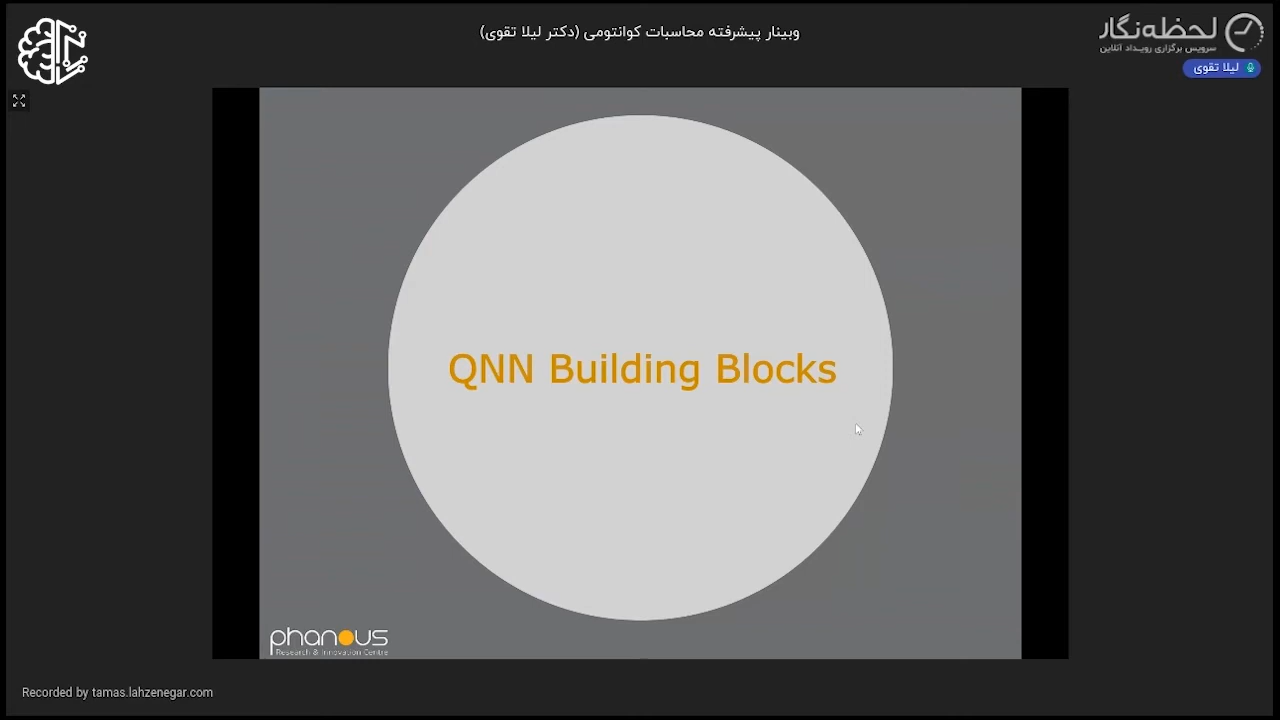 وبینار پیشرفته محاسبات کوانتومی (دکتر لیلا تقوی)
لحظه‌نگار
سرویس برگزاری رویداد آنلاین
لیلا تقوی
QNN Building Blocks
phanous
Research & Innovation Centre
Recorded by tamas.lahzenegar.com